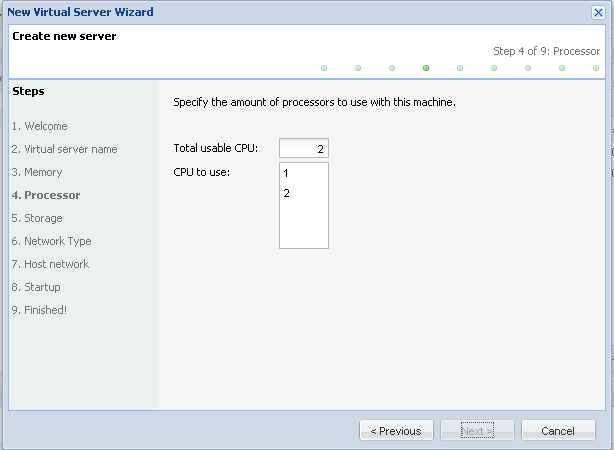 New Virtual Server Wizard
Create new server
Step 4 of 9: Processor
Steps
1. Welcome
2. Virtual server name
3. Memory
4. Processor
5. Storage
6. Network Type
7. Host network
8. Startup
9. Finished!
Specify the amount of processors to use with this machine.
Total usable CPU: 2
CPU to use: 1
2
< Previous Next > Cancel